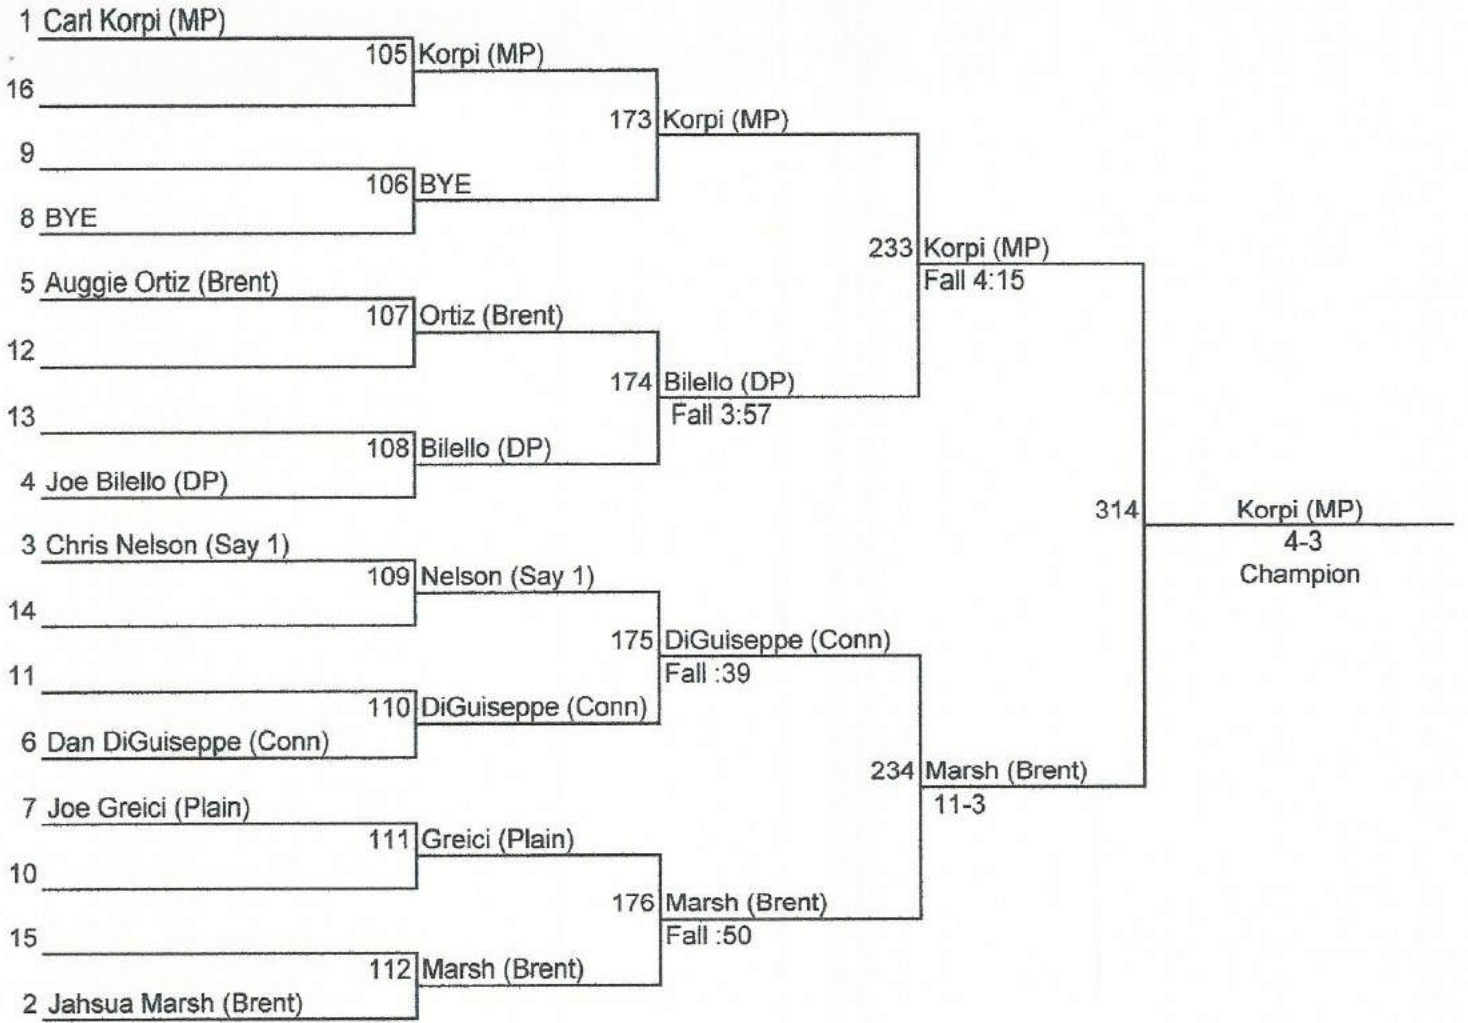 1 Carl Korpi (MP)
105 Korpi (MP)
16
173 Korpi (MP)
9
106 BYE
8 BYE
233 Korpi (MP)
Fall 4:15
5 Auggie Ortiz (Brent)
107 Ortiz (Brent)
12
174 Bilello (DP)
Fall 3:57
13
108 Bilello (DP)
4 Joe Bilello (DP)
314 Korpi (MP)
4-3
Champion
3 Chris Nelson (Say 1)
109 Nelson (Say 1)
14
175 DiGuiseppe (Conn)
Fall :39
11
110 DiGuiseppe (Conn)
6 Dan DiGuiseppe (Conn)
234 Marsh (Brent)
11-3
7 Joe Greici (Plain)
111 Greici (Plain)
10
176 Marsh (Brent)
Fall :50
15
112 Marsh (Brent)
2 Jahsua Marsh (Brent)